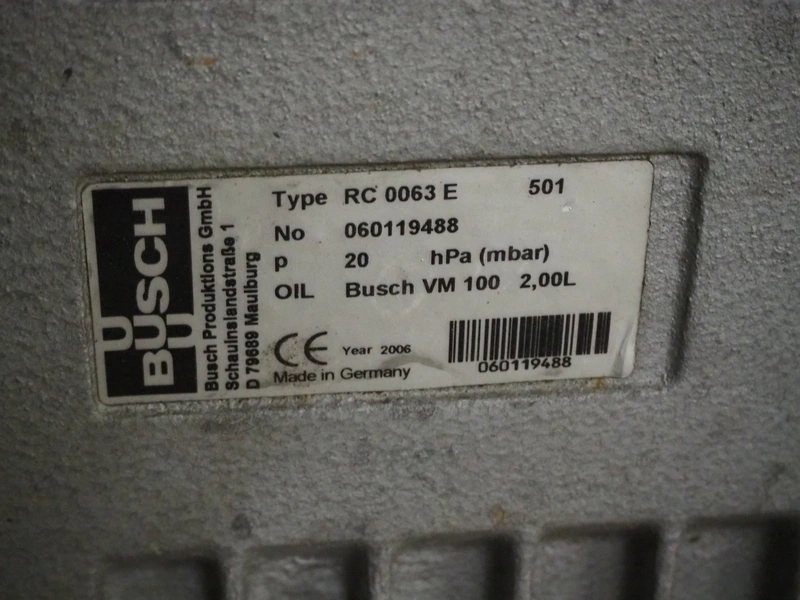 BUSCH
Busch Produktions GmbH
Schauinslandstraße 1
D 79689 Maulburg
Type RC 0063 E 501
No 060119488
p 20 hPa (mbar)
OIL Busch VM 100 2,00L
CE Year 2006
Made in Germany
060119488